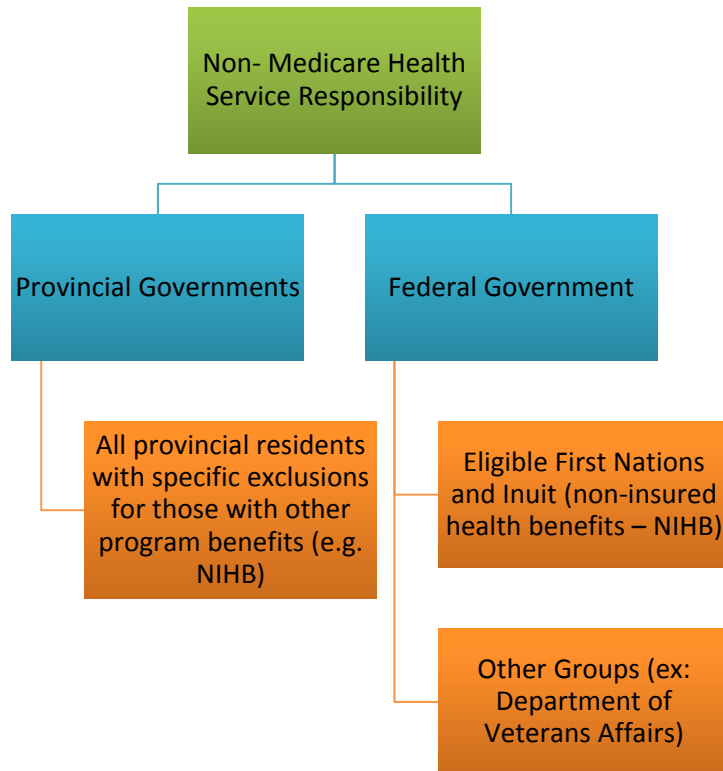 Non- Medicare Health
Service Responsibility
Provincial Governments
Federal Government
All provincial residents
with specific exclusions
for those with other
program benefits (e.g.
NIHB)
Eligible First Nations
and Inuit (non-insured
health benefits – NIHB)
Other Groups (ex:
Department of
Veterans Affairs)